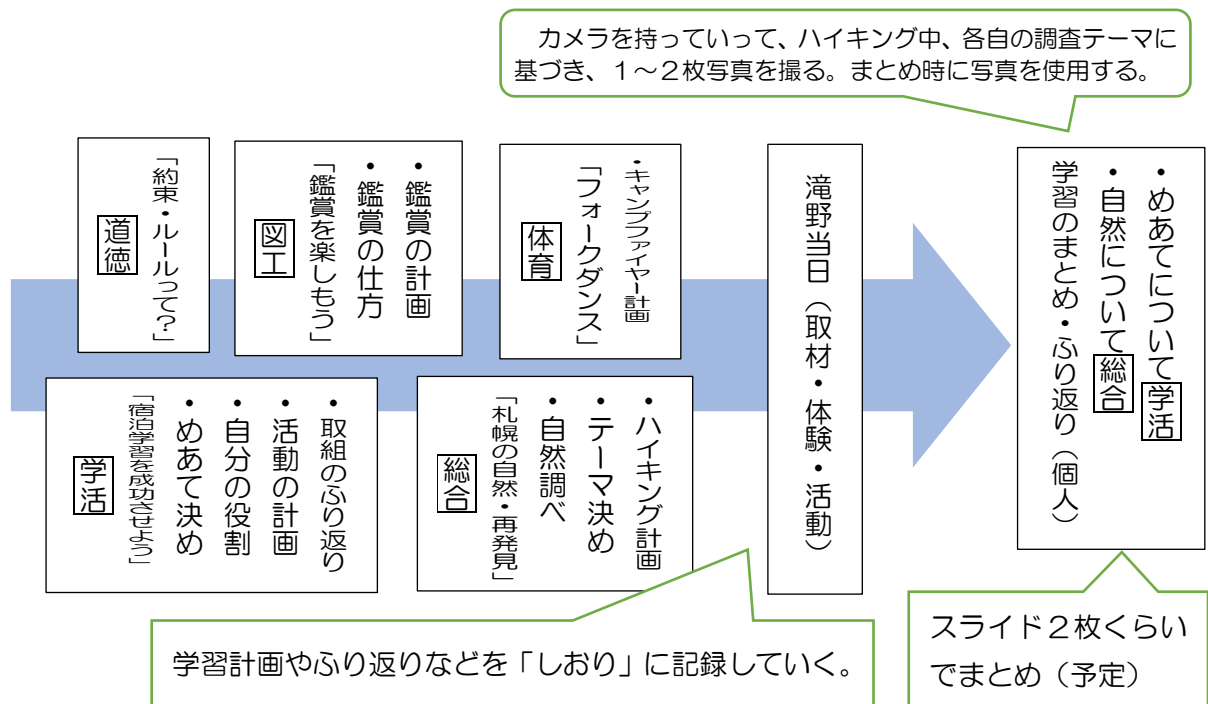 カメラを持っていって、ハイキング中、各自の調査テーマに
基づき、１～２枚写真を撮る。まとめ時に写真を使用する。
道徳
「約束・ルールって？」
図工
「鑑賞を楽しもう」
・鑑賞の仕方
・鑑賞の計画
体育
「フォークダンス」
・キャンプファイヤー計画
学活
「宿泊学習を成功させよう」
・めあて決め
・自分の役割
・活動の計画
・取組のふり返り
総合
「札幌の自然・再発見」
・自然調べ
・テーマ決め
・ハイキング計画
滝野当日（取材・体験・活動）
学習のまとめ・ふり返り（個人）
・自然について総合
・めあてについて学活
学習計画やふり返りなどを「しおり」に記録していく。
スライド２枚くらい
でまとめ（予定）